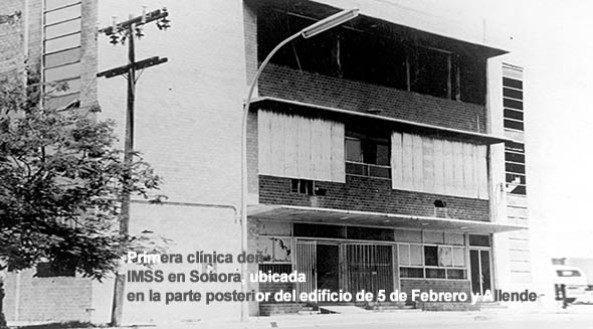 Primera clínica del
IMSS en Sonora, ubicada
en la parte posterior del edificio de 5 de Febrero y Allende